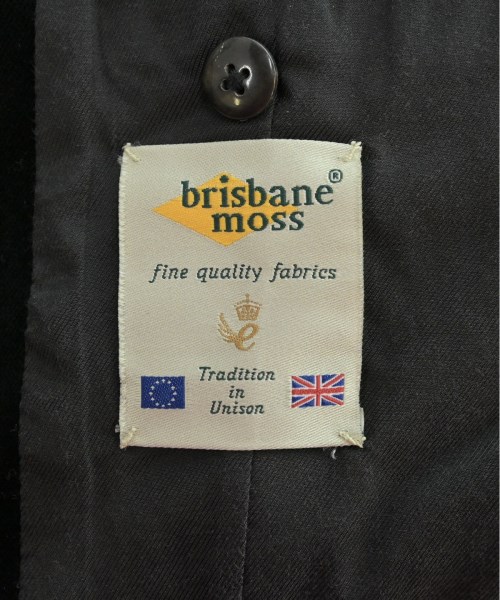 brisbane®
moss
fine quality fabrics
e
Tradition
in
Unison